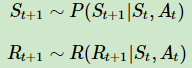 S_{t+1} ∼ P(S_{t+1}|S_t, A_t)
R_{t+1} ∼ R(R_{t+1}|S_t, A_t)